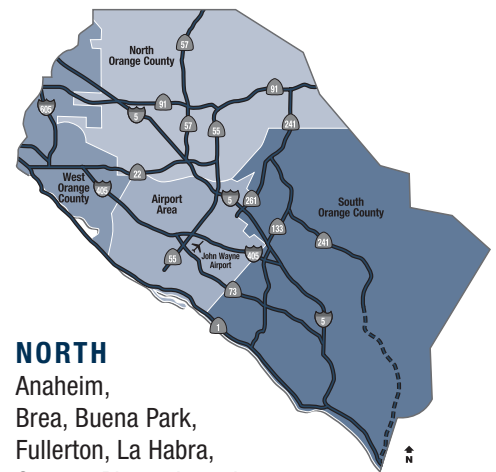 57
North
Orange County
91
605
91
5
57
55
241
22
West
Orange
County
405
Airport
Area
5
261
South
Orange County
133
241
John Wayne
Airport
405
55
73
1
5
NORTH
Anaheim,
Brea, Buena Park,
Fullerton, La Habra,
N